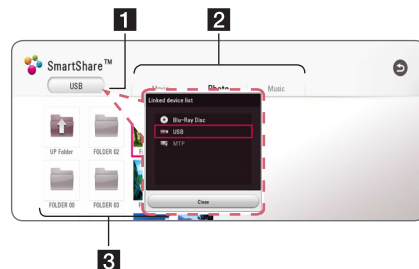 1
2
SmartShare™
USB
Photo
Music
Linked device list
Blu-Ray Disc
USB
MTP
Close
UP Folder
FOLDER 02
FOLDER 00
FOLDER 03
3